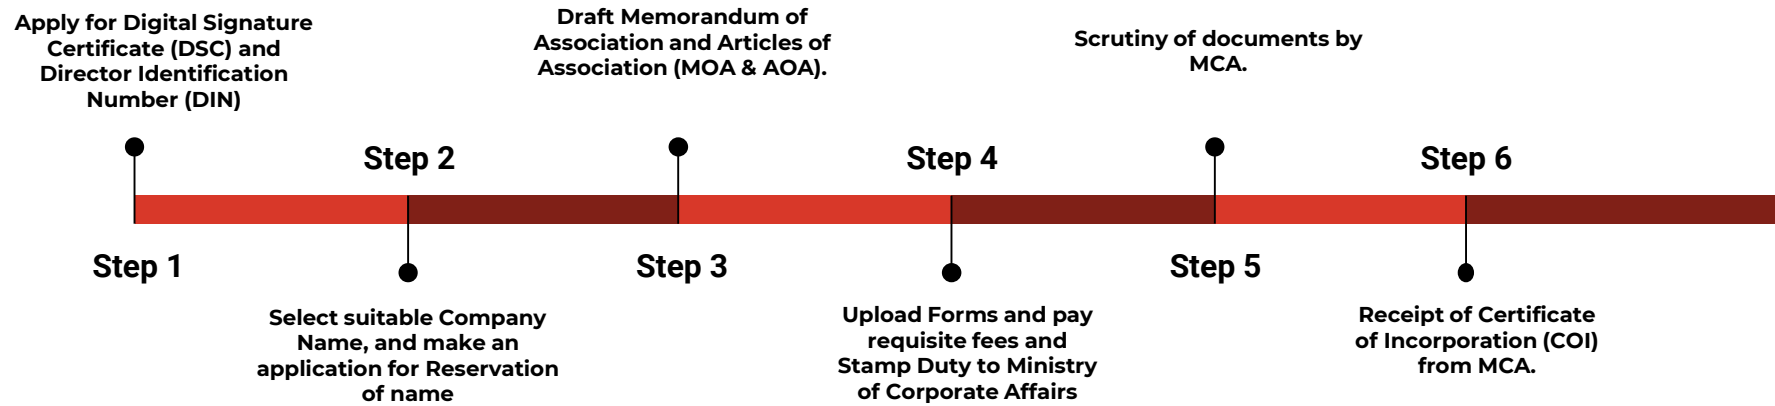 Apply for Digital Signature
Certificate (DSC) and
Director Identification
Number (DIN)
Step 1
Step 2
Select suitable Company
Name, and make an
application for Reservation
of name
Draft Memorandum of
Association and Articles of
Association (MOA & AOA).
Step 3
Step 4
Upload Forms and pay
requisite fees and
Stamp Duty to Ministry
of Corporate Affairs
Scrutiny of documents by
MCA.
Step 5
Step 6
Receipt of Certificate
of Incorporation (COI)
from MCA.